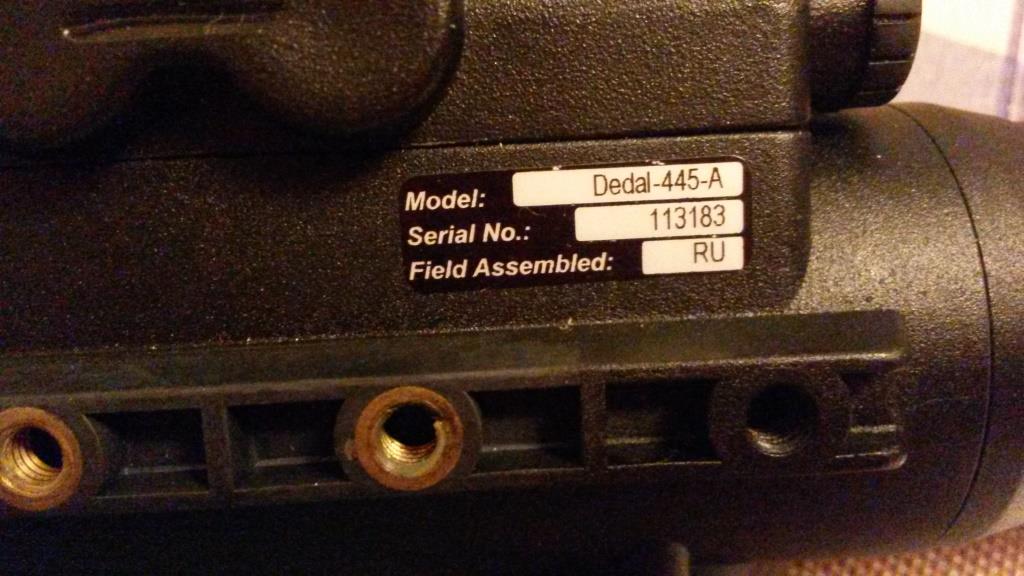 Model: Dedal-445-A
Serial No.: 113183
Field Assembled: RU